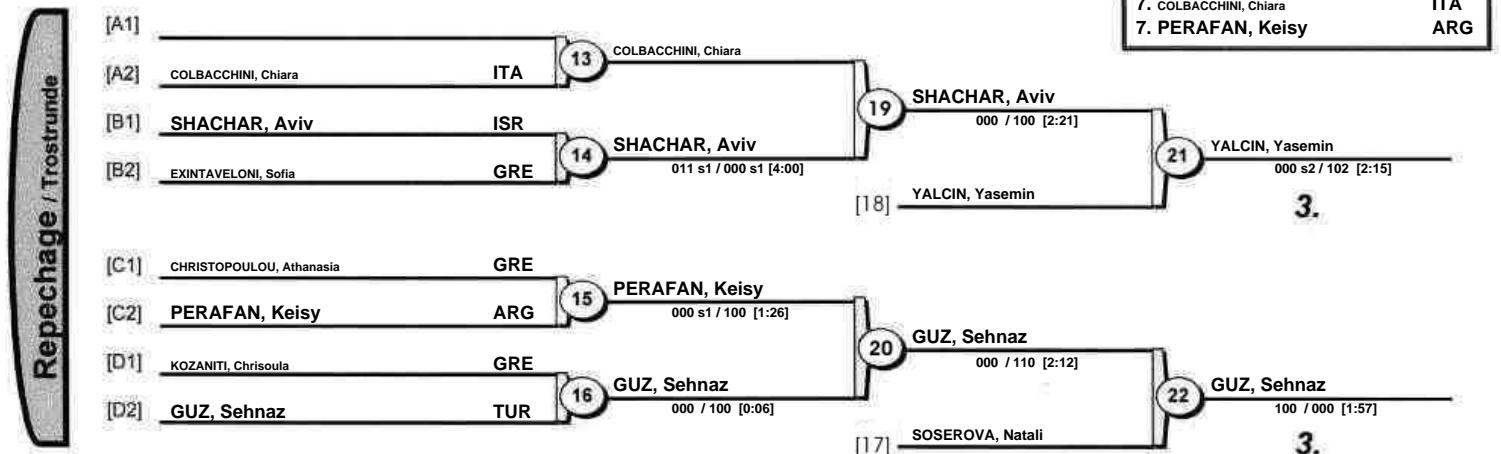 7. COLBACCHINI, Chiara ITA
7. PERAFAN, Keisy ARG
Repechage / Trostrunde
[A1]
13
COLBACCHINI, Chiara
[A2] COLBACCHINI, Chiara ITA
19
SHACHAR, Aviv
000 / 100 [2:21]
[B1] SHACHAR, Aviv ISR
14
SHACHAR, Aviv
011 s1 / 000 s1 [4:00]
[B2] EXINTAVELONI, Sofia GRE
21
YALCIN, Yasemin
000 s2 / 102 [2:15]
[18] YALCIN, Yasemin
3.
[C1] CHRISTOPOULOU, Athanasia GRE
15
PERAFAN, Keisy
000 s1 / 100 [1:26]
[C2] PERAFAN, Keisy ARG
20
GUZ, Sehnaz
000 / 110 [2:12]
[D1] KOZANITI, Chrisoula GRE
16
GUZ, Sehnaz
000 / 100 [0:06]
[D2] GUZ, Sehnaz TUR
22
GUZ, Sehnaz
100 / 000 [1:57]
[17] SOSEROVA, Natali
3.